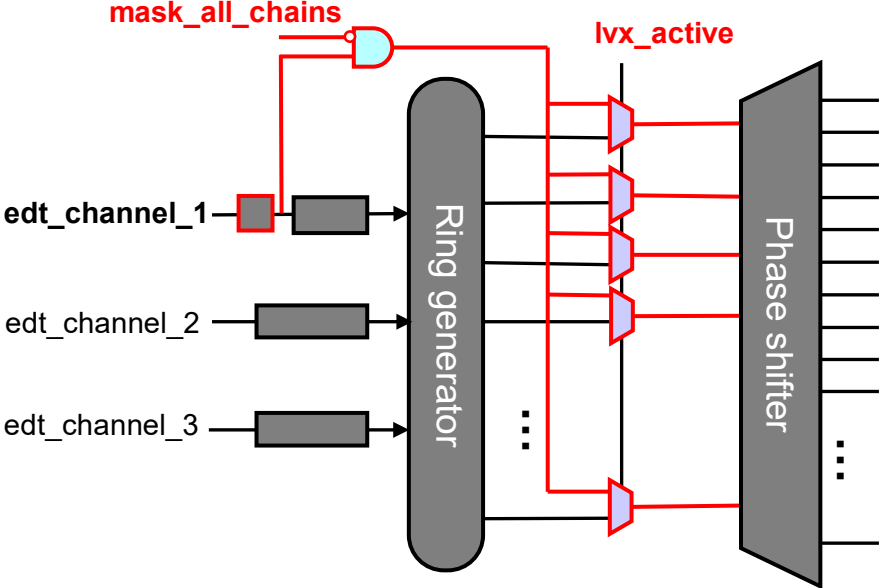 mask_all_chains
lvx_active
edt_channel_1
edt_channel_2
edt_channel_3
Ring generator
...
Phase shifter
...